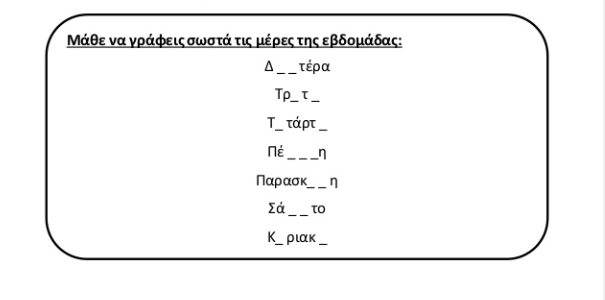 Μάθε να γράφεις σωστά τις μέρες της εβδομάδας:
Δ _ _ τέρα
Τρ_ τ _
Τ_ τάρτ _
Πέ _ _ _η
Παρασκ_ _ η
Σά _ _ το
Κ_ ριακ _